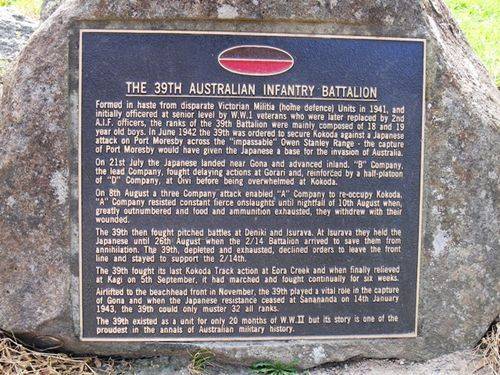 THE 39TH AUSTRALIAN INFANTRY BATTALION
Formed in haste from disparate Victorian Militia (home defence) Units in 1941, and
initially officered at senior level by W.W.1 veterans who were later replaced by 2nd
A.I.F. officers, the ranks of the 39th Battalion were mainly composed of 18 and 19
year old boys. In June 1942 the 39th was ordered to secure Kokoda against a Japanese
attack on Port Moresby across the "impassable" Owen Stanley Range - the capture
of Port Moresby would have given the Japanese a base for the invasion of Australia.
On 21st July the Japanese landed near Gona and advanced inland. "B" Company,
the lead Company, fought delaying actions at Gorari and, reinforced by a half-platoon
of "D" Company, at Oivi before being overwhelmed at Kokoda.
On 8th August a three Company attack enabled "A" Company to re-occupy Kokoda.
"A" Company resisted constant fierce onslaughts until nightfall of 10th August when,
greatly outnumbered and food and ammunition exhausted, they withdrew with their
wounded.
The 39th then fought pitched battles at Deniki and Isurava. At Isurava they held the
Japanese until 26th August when the 2/14 Battalion arrived to save them from
annihilation. The 39th, depleted and exhausted, declined orders to leave the front
line and stayed to support the 2/14th.
The 39th fought its last Kokoda Track action at Eora Creek and when finally relieved
at Kagi on 5th September, it had marched and fought continually for six weeks.
Airlifted to the beachhead front in November, the 39th played a vital role in the capture
of Gona and when the Japanese resistance ceased at Sanananda on 14th January
1943, the 39th could only muster 32 all ranks.
The 39th existed as a unit for only 20 months of W.W.II but its story is one of the
proudest in the annals of Australian military history.